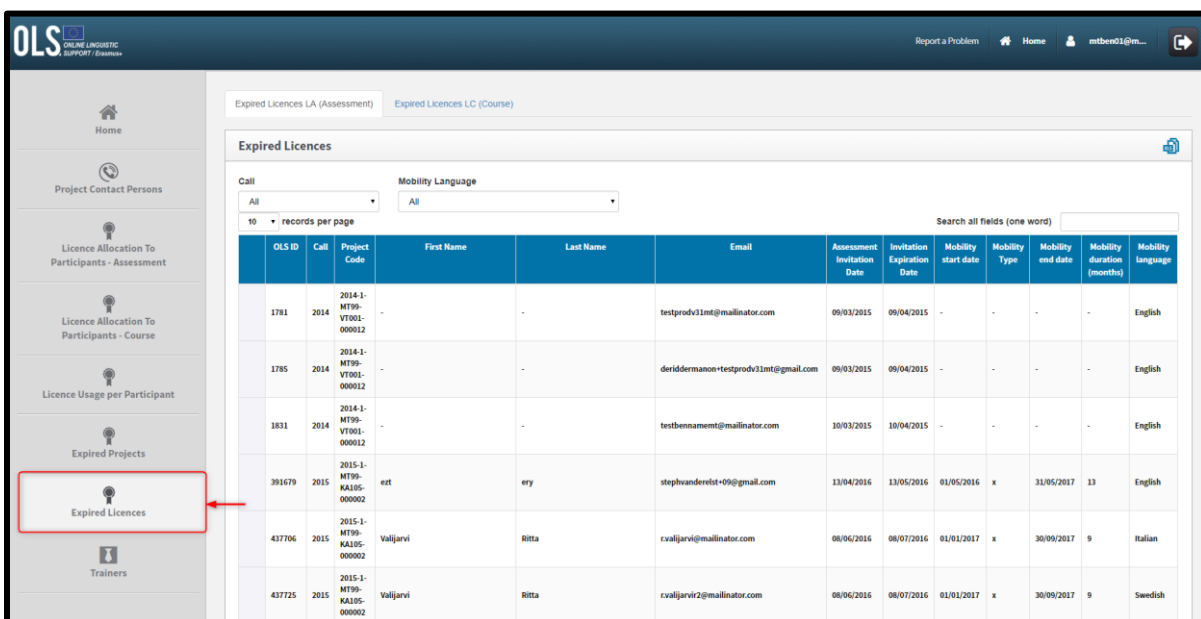 OLS ONLINE LINGUISTIC
SUPPORT / Erasmus+
Report a Problem Home mtben01@m...
Home
Project Contact Persons
Licence Allocation To
Participants - Assessment
Licence Allocation To
Participants - Course
Licence Usage per Participant
Expired Projects
Expired Licences
Trainers
Expired Licences LA (Assessment) Expired Licences LC (Course)
Expired Licences
Call Mobility Language
All All
10 records per page Search all fields (one word)
OLS ID Call Project Code First Name Last Name Email Assessment Invitation Date Invitation Expiration Date Mobility start date Mobility Type Mobility end date Mobility duration (months) Mobility language
1781 2014 2014-1-MT99-VT001-000012 - - testprodv31mt@mailinator.com 09/03/2015 09/04/2015 - - - - English
1785 2014 2014-1-MT99-VT001-000012 - - deriddermanon+testprodv31mt@gmail.com 09/03/2015 09/04/2015 - - - - English
1831 2014 2014-1-MT99-VT001-000012 - - testbennamemt@mailinator.com 10/03/2015 10/04/2015 - - - - English
391679 2015 2015-1-MT99-KA105-000002 ezt ery stephvanderelst+09@gmail.com 13/04/2016 13/05/2016 01/05/2016 x 31/05/2017 13 English
437706 2015 2015-1-MT99-KA105-000002 Valijarvi Ritta r.valijarvi@mailinator.com 08/06/2016 08/07/2016 01/01/2017 x 30/09/2017 9 Italian
437725 2015 2015-1-MT99-KA105-000002 Valijarvi Ritta r.valijarvir2@mailinator.com 08/06/2016 08/07/2016 01/01/2017 x 30/09/2017 9 Swedish